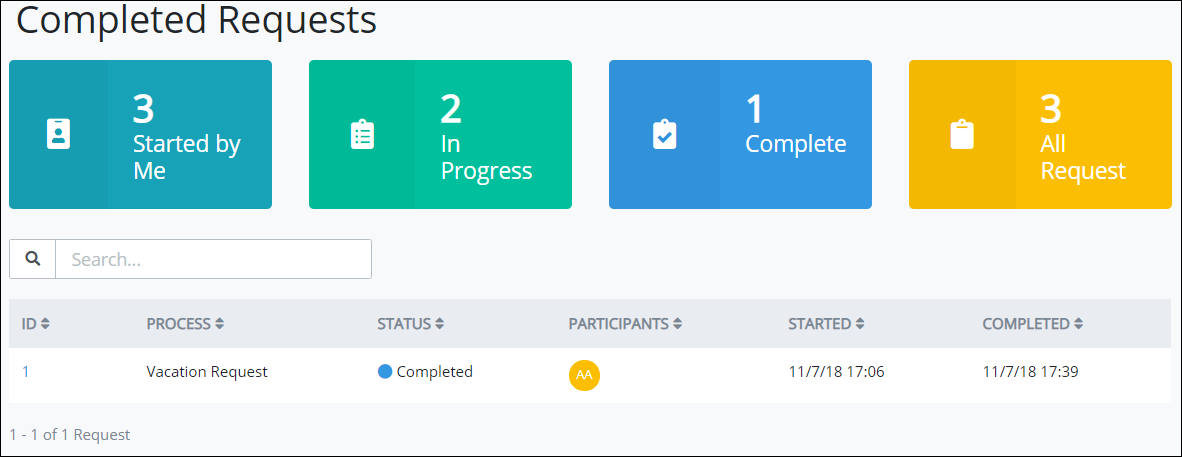 Completed Requests
3
Started by
Me
2
In
Progress
1
Complete
3
All
Request
Search...
ID PROCESS STATUS PARTICIPANTS STARTED COMPLETED
1 Vacation Request Completed AA 11/7/18 17:06 11/7/18 17:39
1 - 1 of 1 Request